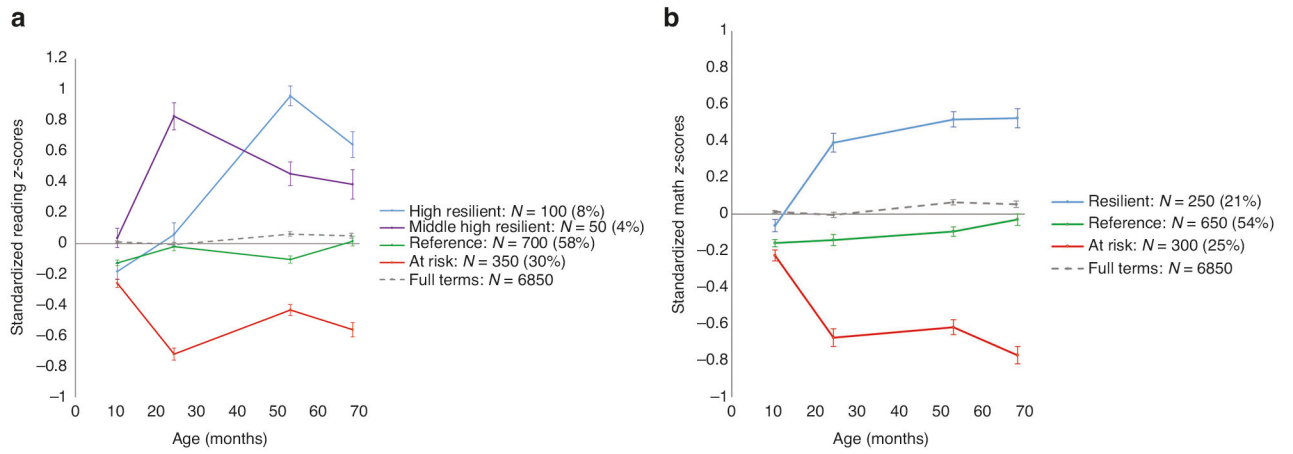 a
Standardized reading z-scores
1.2
1
0.8
0.6
0.4
0.2
0
–0.2
–0.4
–0.6
–0.8
–1
0 10 20 30 40 50 60 70
Age (months)
High resilient: N = 100 (8%)
Middle high resilient: N = 50 (4%)
Reference: N = 700 (58%)
At risk: N = 350 (30%)
Full terms: N = 6850
b
Standardized math z-scores
1
0.8
0.6
0.4
0.2
0
–0.2
–0.4
–0.6
–0.8
–1
0 10 20 30 40 50 60 70
Age (months)
Resilient: N = 250 (21%)
Reference: N = 650 (54%)
At risk: N = 300 (25%)
Full terms: N = 6850